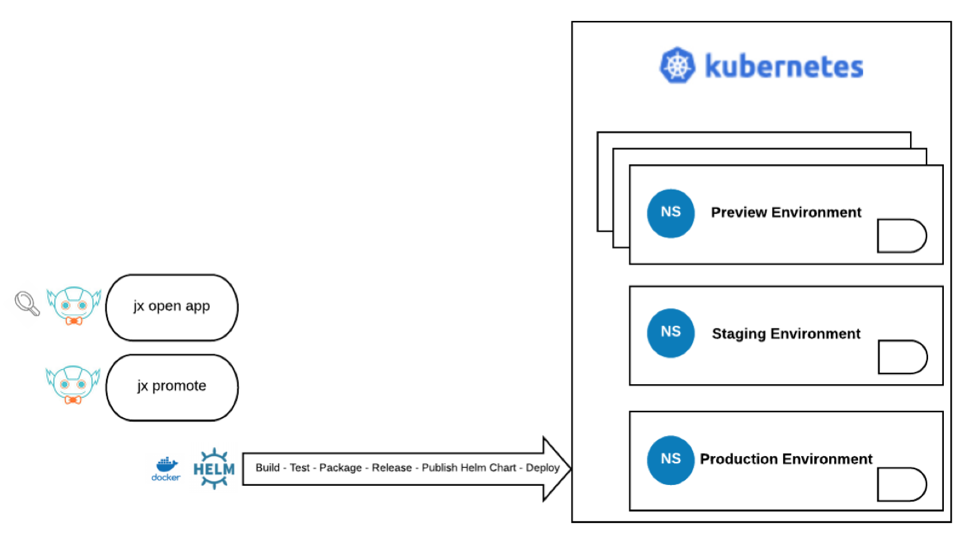 kubernetes
NS
Preview Environment
NS
Staging Environment
NS
Production Environment
jx open app
jx promote
docker
HELM
Build - Test - Package - Release - Publish Helm Chart - Deploy